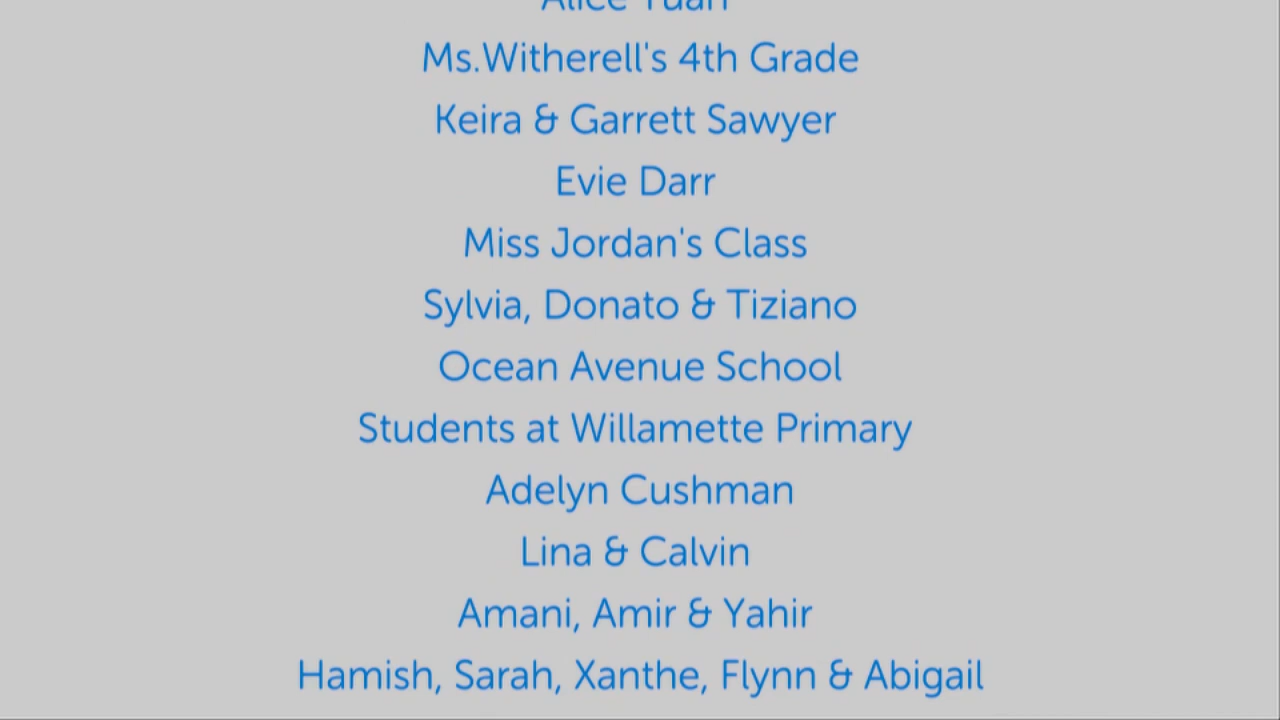 Ms.Witherell's 4th Grade
Keira & Garrett Sawyer
Evie Darr
Miss Jordan's Class
Sylvia, Donato & Tiziano
Ocean Avenue School
Students at Willamette Primary
Adelyn Cushman
Lina & Calvin
Amani, Amir & Yahir
Hamish, Sarah, Xanthe, Flynn & Abigail